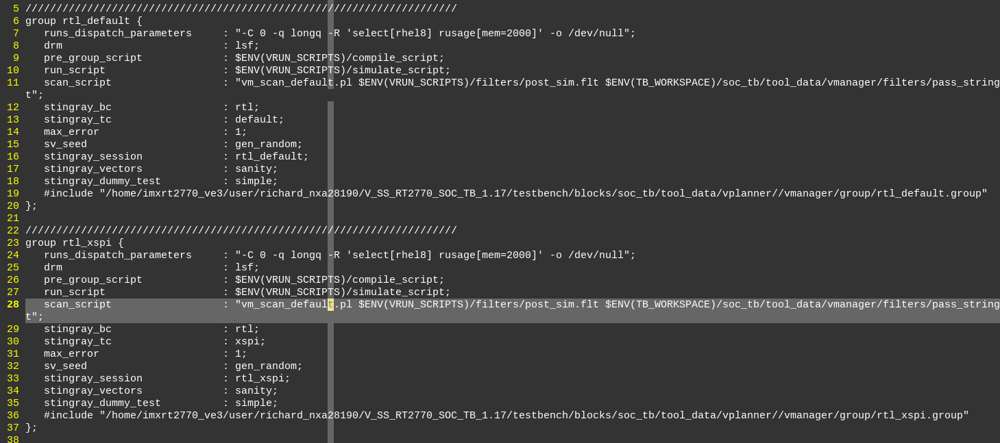 5 //////////////////////////////////////////////////////////////////////
6 group rtl_default {
7    runs_dispatch_parameters     : "-C 0 -q longq -R 'select[rhel8] rusage[mem=2000]' -o /dev/null";
8    drm                          : lsf;
9    pre_group_script             : $ENV(VRUN_SCRIPTS)/compile_script;
10    run_script                   : $ENV(VRUN_SCRIPTS)/simulate_script;
11    scan_script                  : "vm_scan_default.pl $ENV(VRUN_SCRIPTS)/filters/post_sim.flt $ENV(TB_WORKSPACE)/soc_tb/tool_data/vmanager/filters/pass_string
t";
12    stingray_bc                  : rtl;
13    stingray_tc                  : default;
14    max_error                    : 1;
15    sv_seed                      : gen_random;
16    stingray_session             : rtl_default;
17    stingray_vectors             : sanity;
18    stingray_dummy_test          : simple;
19    #include "/home/imxrt2770_ve3/user/richard_nxa28190/V_SS_RT2770_SOC_TB_1.17/testbench/blocks/soc_tb/tool_data/vplanner//vmanager/group/rtl_default.group"
20 };
21
22 //////////////////////////////////////////////////////////////////////
23 group rtl_xspi {
24    runs_dispatch_parameters     : "-C 0 -q longq -R 'select[rhel8] rusage[mem=2000]' -o /dev/null";
25    drm                          : lsf;
26    pre_group_script             : $ENV(VRUN_SCRIPTS)/compile_script;
27    run_script                   : $ENV(VRUN_SCRIPTS)/simulate_script;
28    scan_script                  : "vm_scan_default.pl $ENV(VRUN_SCRIPTS)/filters/post_sim.flt $ENV(TB_WORKSPACE)/soc_tb/tool_data/vmanager/filters/pass_string
t";
29    stingray_bc                  : rtl;
30    stingray_tc                  : xspi;
31    max_error                    : 1;
32    sv_seed                      : gen_random;
33    stingray_session             : rtl_xspi;
34    stingray_vectors             : sanity;
35    stingray_dummy_test          : simple;
36    #include "/home/imxrt2770_ve3/user/richard_nxa28190/V_SS_RT2770_SOC_TB_1.17/testbench/blocks/soc_tb/tool_data/vplanner//vmanager/group/rtl_xspi.group"
37 };
38